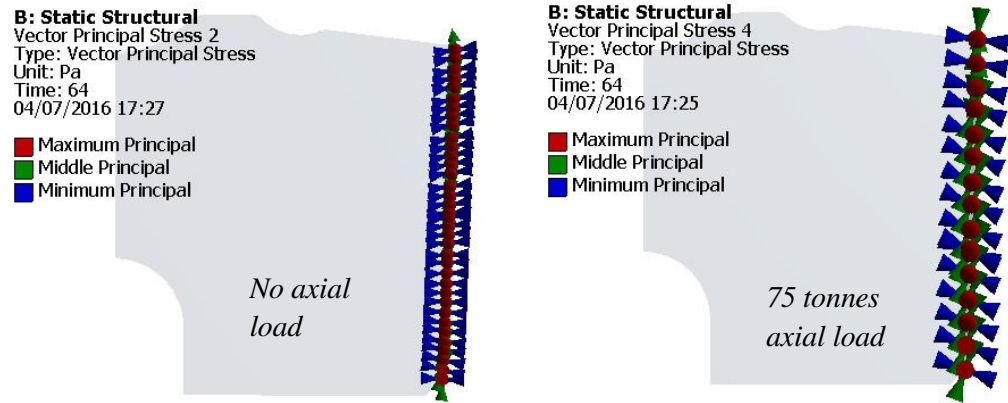 B: Static Structural
Vector Principal Stress 2
Type: Vector Principal Stress
Unit: Pa
Time: 64
04/07/2016 17:27
Maximum Principal
Middle Principal
Minimum Principal
No axial
load
B: Static Structural
Vector Principal Stress 4
Type: Vector Principal Stress
Unit: Pa
Time: 64
04/07/2016 17:25
Maximum Principal
Middle Principal
Minimum Principal
75 tonnes
axial load